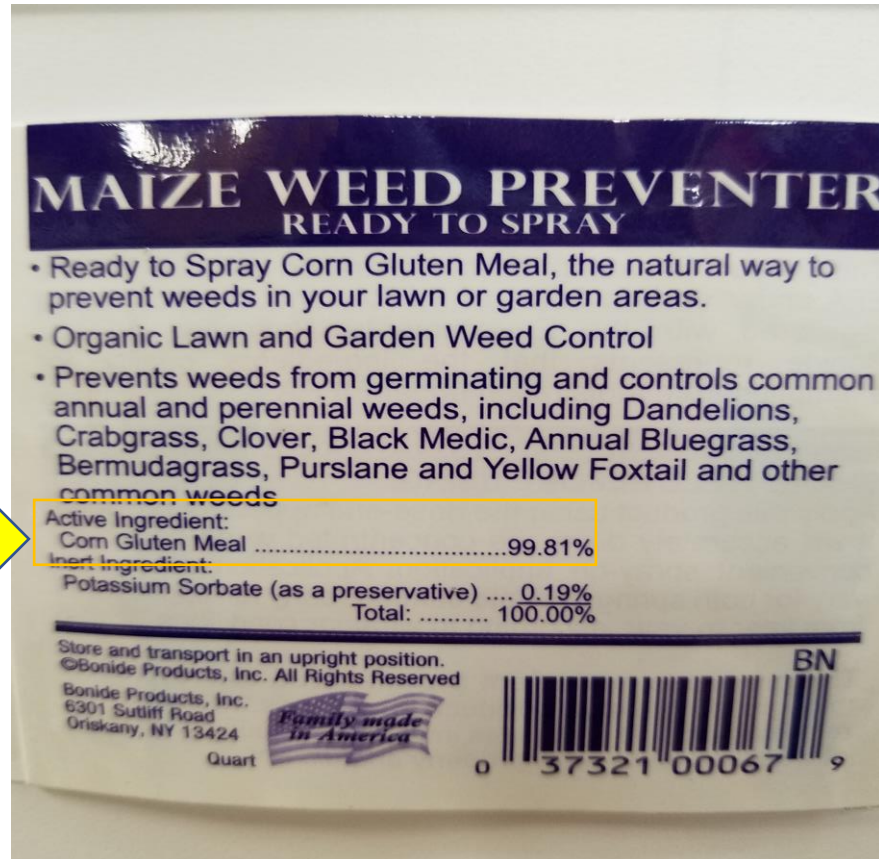 MAIZE WEED PREVENTER
READY TO SPRAY
• Ready to Spray Corn Gluten Meal, the natural way to
prevent weeds in your lawn or garden areas.
• Organic Lawn and Garden Weed Control
• Prevents weeds from germinating and controls common
annual and perennial weeds, including Dandelions,
Crabgrass, Clover, Black Medic, Annual Bluegrass,
Bermudagrass, Purslane and Yellow Foxtail and other
common weeds
Active Ingredient:
Corn Gluten Meal ......................................99.81%
Inert Ingredient:
Potassium Sorbate (as a preservative) .... 0.19%
Total: .......... 100.00%
Store and transport in an upright position.
©Bonide Products, Inc. All Rights Reserved
Bonide Products, Inc.
6301 Sutliff Road
Oriskany, NY 13424
Quart
Family made
in America
BN
0 37321 00067 9